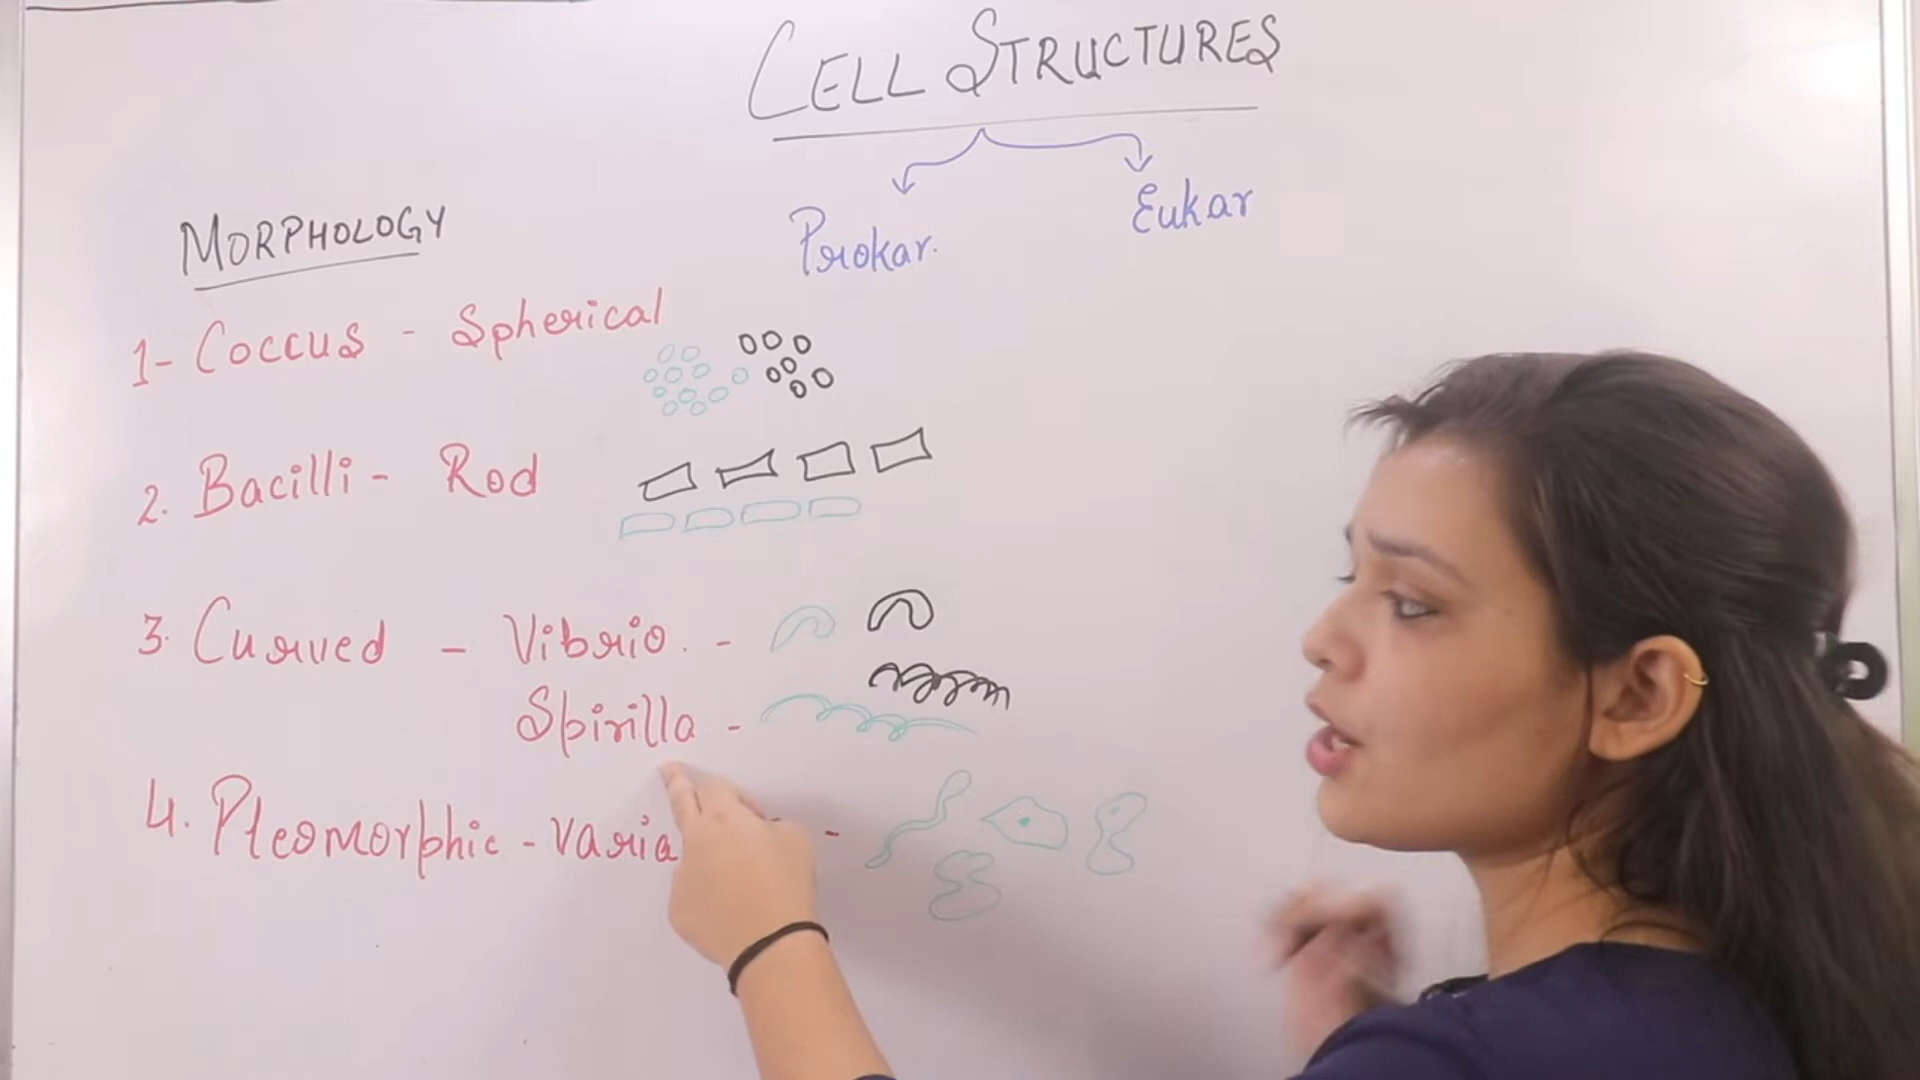 CELL STRUCTURES
Prokar. Eukar
MORPHOLOGY
1- Coccus - Spherical
2. Bacilli - Rod
3. Curved - Vibrio. -
Spirilla -
4. Pleomorphic - Varia -